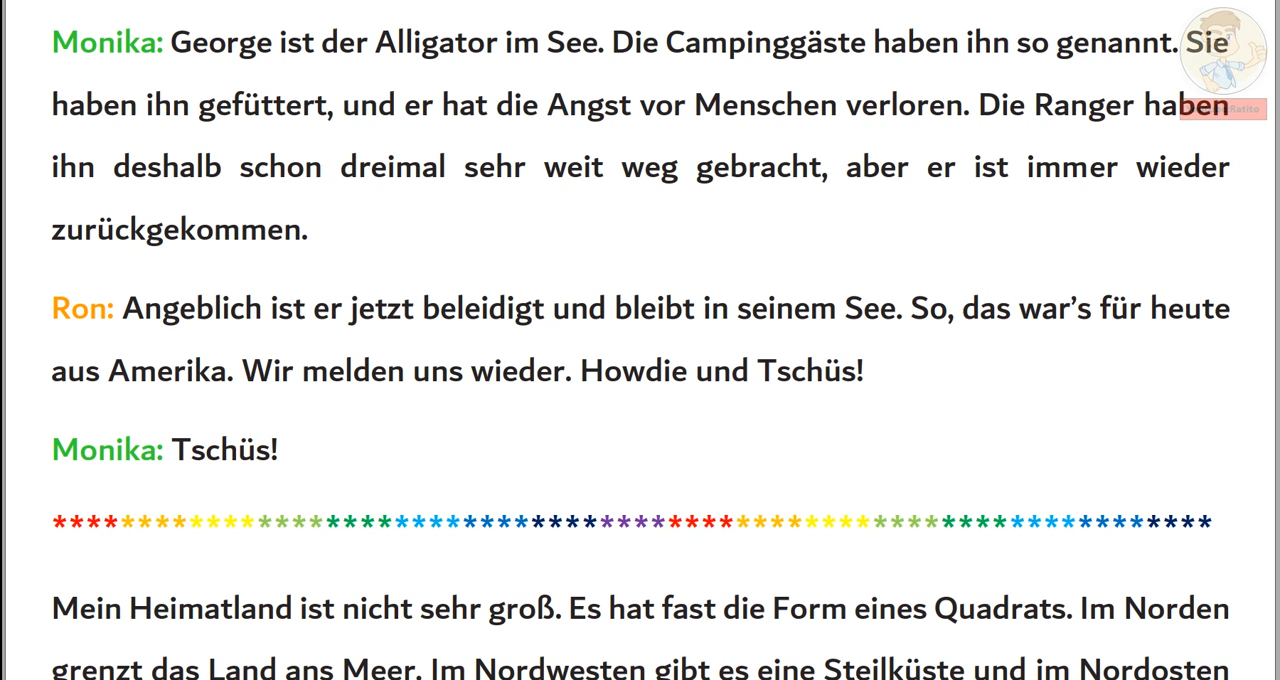 Monika: George ist der Alligator im See. Die Campinggäste haben ihn so genannt. Sie
haben ihn gefüttert, und er hat die Angst vor Menschen verloren. Die Ranger haben
ihn deshalb schon dreimal sehr weit weg gebracht, aber er ist immer wieder
zurückgekommen.
Ron: Angeblich ist er jetzt beleidigt und bleibt in seinem See. So, das war’s für heute
aus Amerika. Wir melden uns wieder. Howdie und Tschüs!
Monika: Tschüs!
********************************************************************
Mein Heimatland ist nicht sehr groß. Es hat fast die Form eines Quadrats. Im Norden
grenzt das Land ans Meer. Im Nordwesten gibt es eine Steilküste und im Nordosten